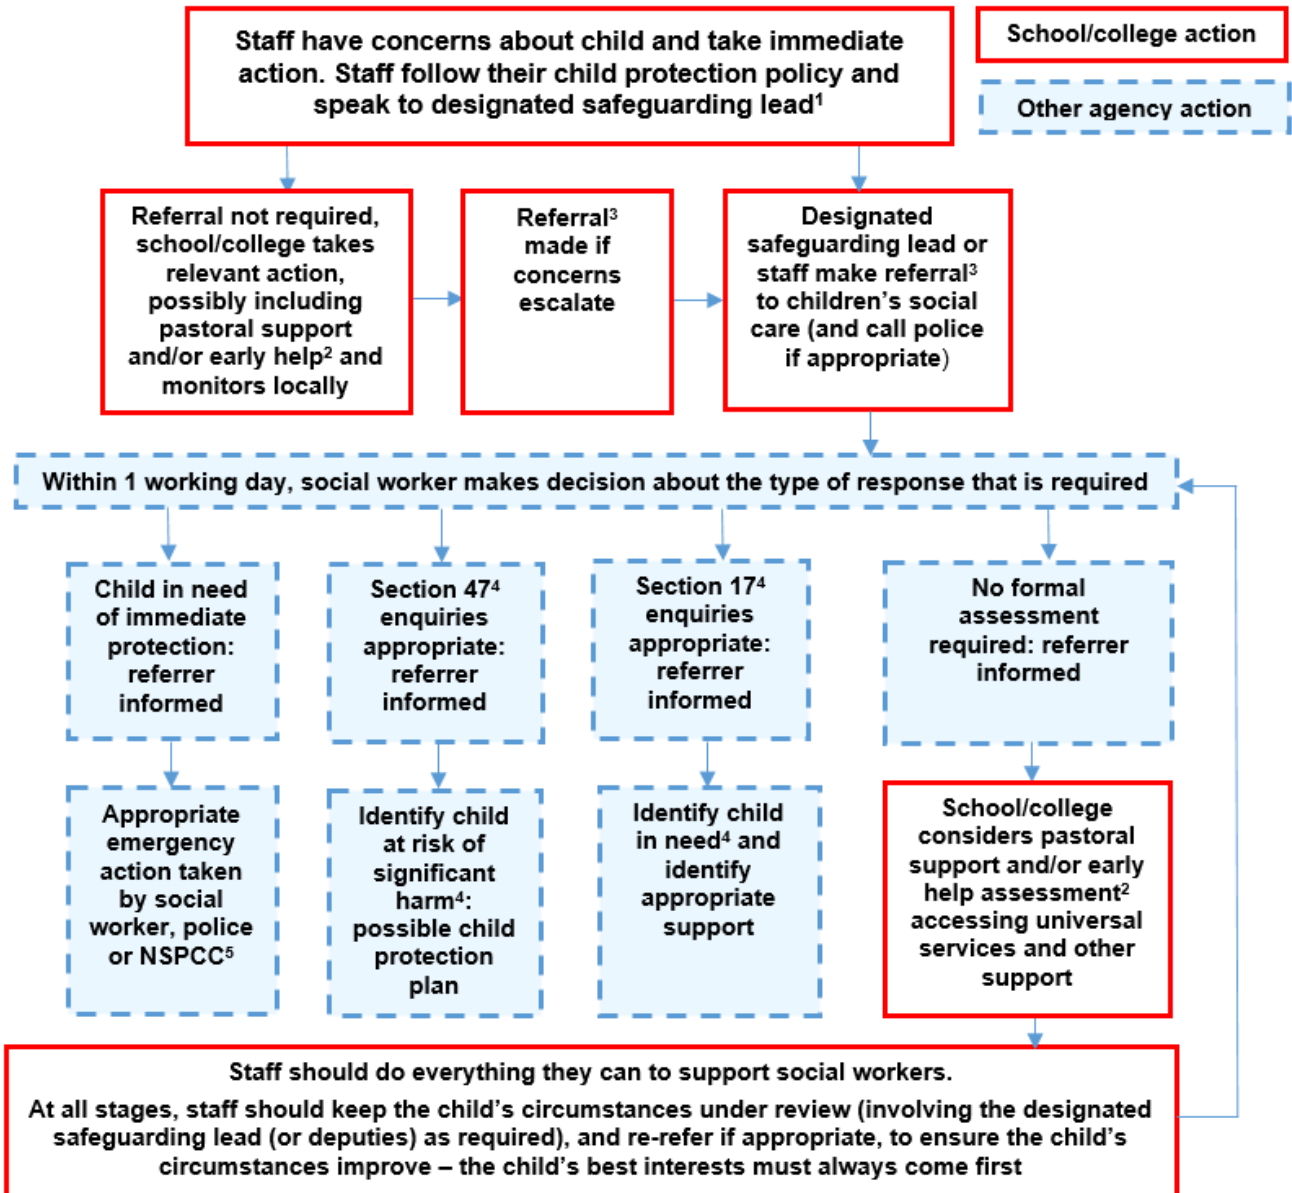 Staff have concerns about child and take immediate
action. Staff follow their child protection policy and
speak to designated safeguarding lead¹
School/college action
Other agency action
Referral not required,
school/college takes
relevant action,
possibly including
pastoral support
and/or early help² and
monitors locally
Referral³
made if
concerns
escalate
Designated
safeguarding lead or
staff make referral³
to children’s social
care (and call police
if appropriate)
Within 1 working day, social worker makes decision about the type of response that is required
Child in need
of immediate
protection:
referrer
informed
Section 47⁴
enquiries
appropriate:
referrer
informed
Section 17⁴
enquiries
appropriate:
referrer
informed
No formal
assessment
required: referrer
informed
Appropriate
emergency
action taken
by social
worker, police
or NSPCC⁵
Identify child
at risk of
significant
harm⁴:
possible child
protection
plan
Identify child
in need⁴ and
identify
appropriate
support
School/college
considers pastoral
support and/or early
help assessment²
accessing universal
services and other
support
Staff should do everything they can to support social workers.
At all stages, staff should keep the child’s circumstances under review (involving the designated
safeguarding lead (or deputies) as required), and re-refer if appropriate, to ensure the child’s
circumstances improve – the child’s best interests must always come first